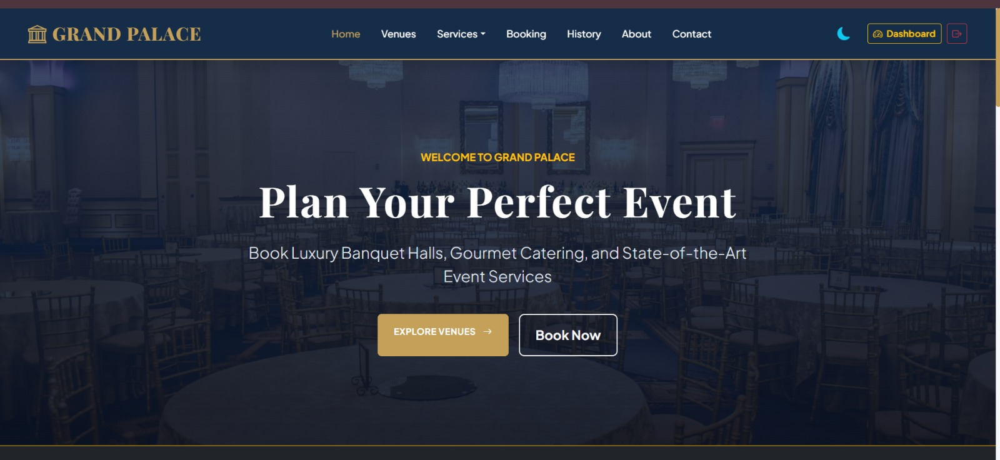 GRAND PALACE
Home Venues Services Booking History About Contact
Dashboard
WELCOME TO GRAND PALACE
Plan Your Perfect Event
Book Luxury Banquet Halls, Gourmet Catering, and State-of-the-Art
Event Services
EXPLORE VENUES →
Book Now